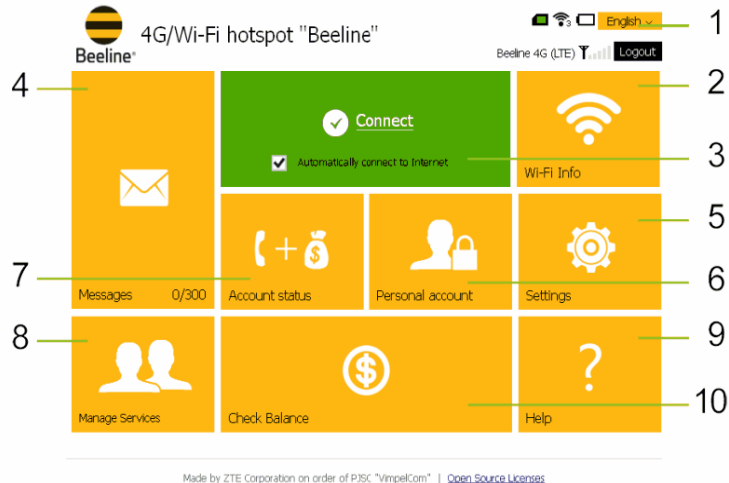 English
1
4G/Wi-Fi hotspot "Beeline"
Beeline®
3
Beeline 4G (LTE)
Logout
4
2
Connect
Automatically connect to Internet
3
Wi-Fi Info
5
7
Messages 0/300
Account status
Personal account
6
Settings
8
9
Manage Services
Check Balance
10
Help
Made by ZTE Corporation on order of PJSC "VimpelCom" | Open Source Licenses